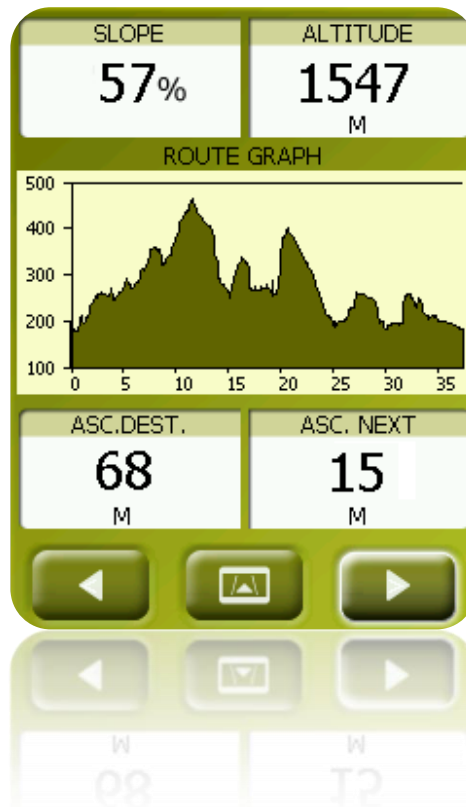 SLOPE ALTITUDE
57% 1547
M
ROUTE GRAPH
500
400
300
200
100
0 5 10 15 20 25 30 35
ASC.DEST. ASC. NEXT
68 15
M M